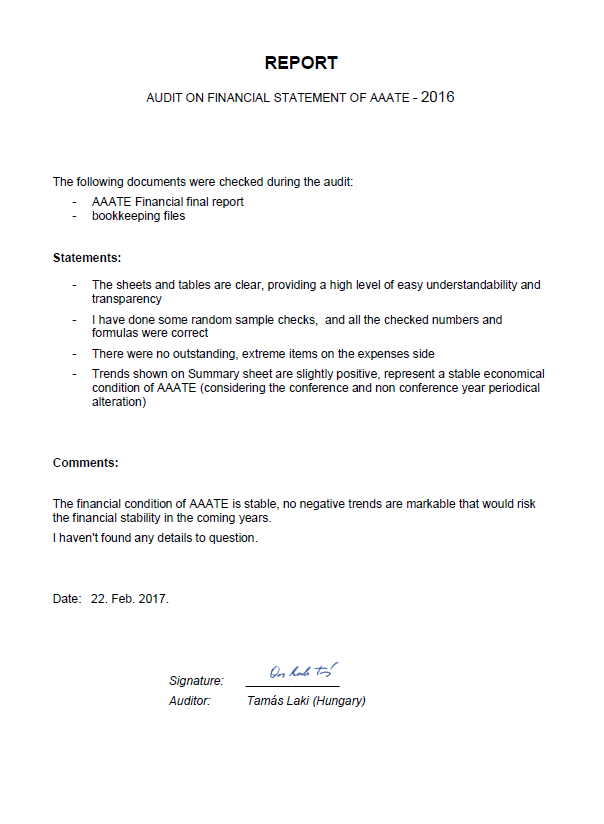 REPORT
AUDIT ON FINANCIAL STATEMENT OF AAATE - 2016
The following documents were checked during the audit:
- AAATE Financial final report
- bookkeeping files
Statements:
- The sheets and tables are clear, providing a high level of easy understandability and
transparency
- I have done some random sample checks, and all the checked numbers and
formulas were correct
- There were no outstanding, extreme items on the expenses side
- Trends shown on Summary sheet are slightly positive, represent a stable economical
condition of AAATE (considering the conference and non conference year periodical
alteration)
Comments:
The financial condition of AAATE is stable, no negative trends are markable that would risk
the financial stability in the coming years.
I haven't found any details to question.
Date: 22. Feb. 2017.
Signature:
Auditor: Tamás Laki (Hungary)